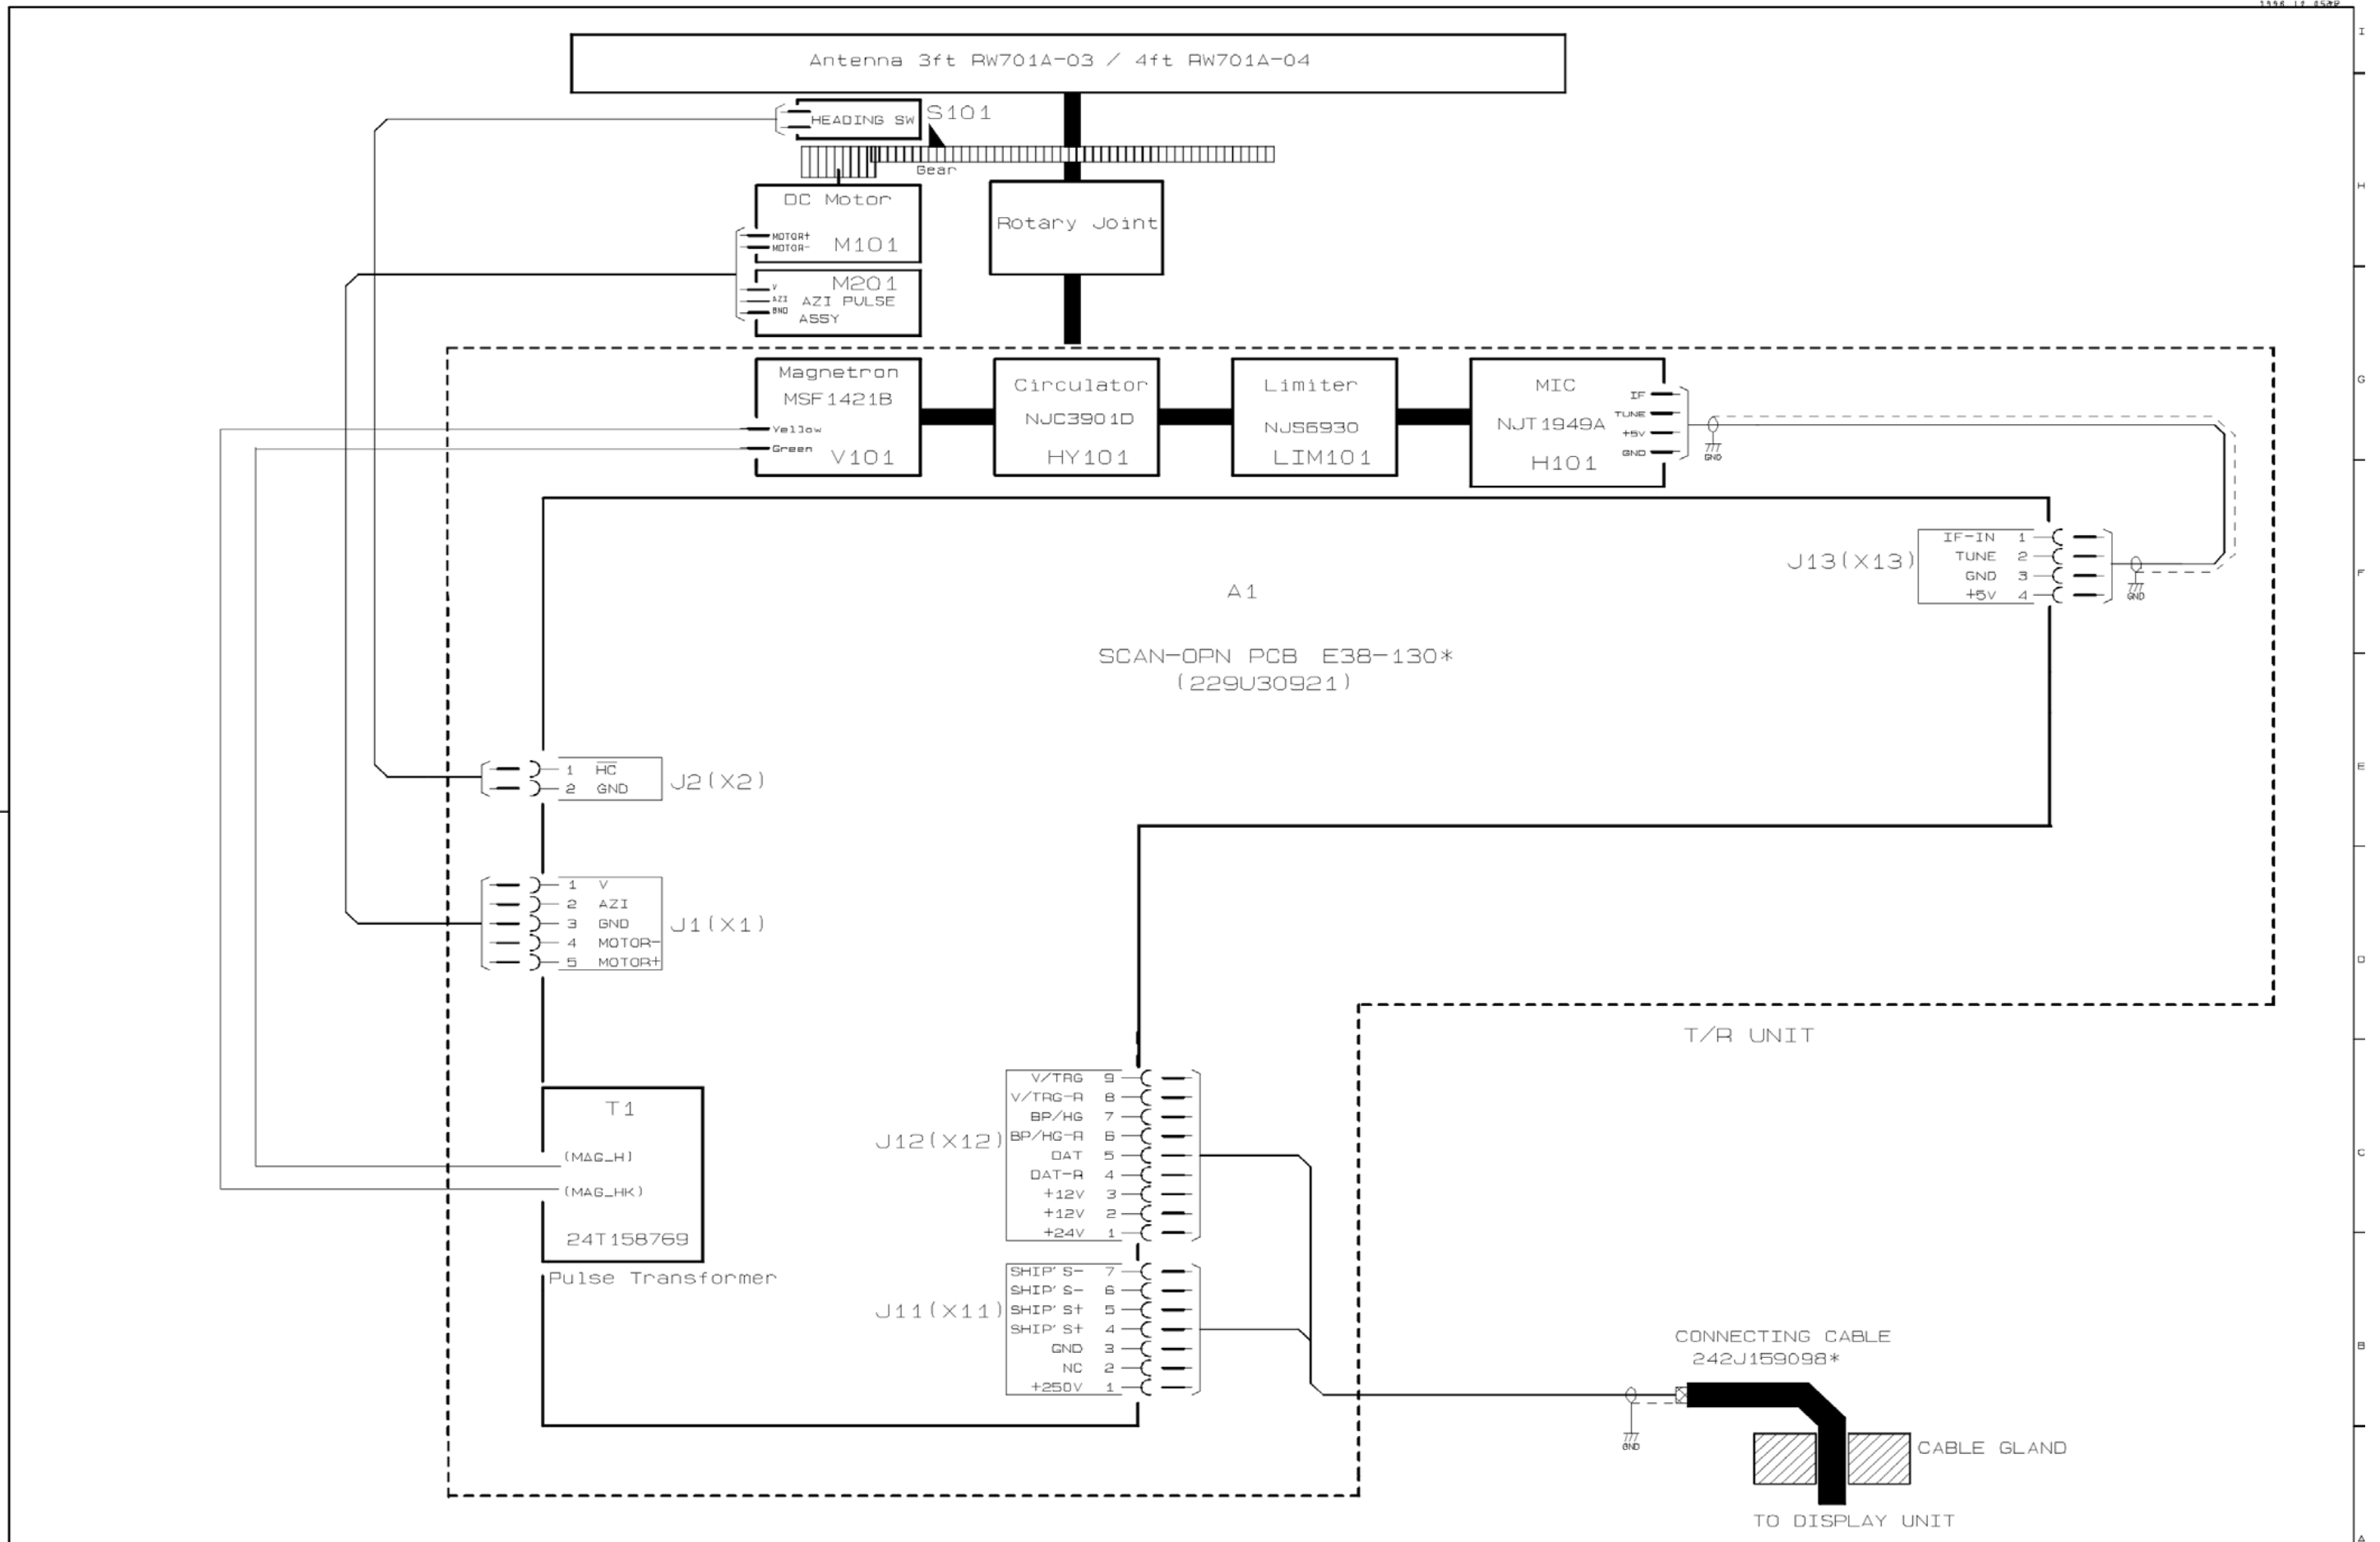 Antenna 3ft RW701A-03 / 4ft RW701A-04
HEADING SW
S101
Gear
DC Motor
MOTOR+
MOTOR-
M101
Rotary Joint
M201
V
AZI
GND
AZI PULSE
ASSY
Magnetron
MSF1421B
Yellow
Green
V101
Circulator
NJC3901D
HY101
Limiter
NJS6930
LIM101
MIC
NJT1949A
H101
IF
TUNE
+5V
GND
GND
J13(X13)
IF-IN 1
TUNE 2
GND 3
+5V 4
GND
A1
SCAN-OPN PCB E38-130*
(229U30921)
1 HC
2 GND
J2(X2)
1 V
2 AZI
3 GND
4 MOTOR-
5 MOTOR+
J1(X1)
T/R UNIT
T1
(MAG_H)
(MAG_HK)
24T158769
Pulse Transformer
J12(X12)
V/TRG 9
V/TRG-R 8
BP/HG 7
BP/HG-R 6
DAT 5
DAT-R 4
+12V 3
+12V 2
+24V 1
J11(X11)
SHIP'S- 7
SHIP'S- 6
SHIP'S+ 5
SHIP'S+ 4
GND 3
NC 2
+250V 1
CONNECTING CABLE
242J159098*
GND
CABLE GLAND
TO DISPLAY UNIT
I
H
G
F
E
D
C
B
A